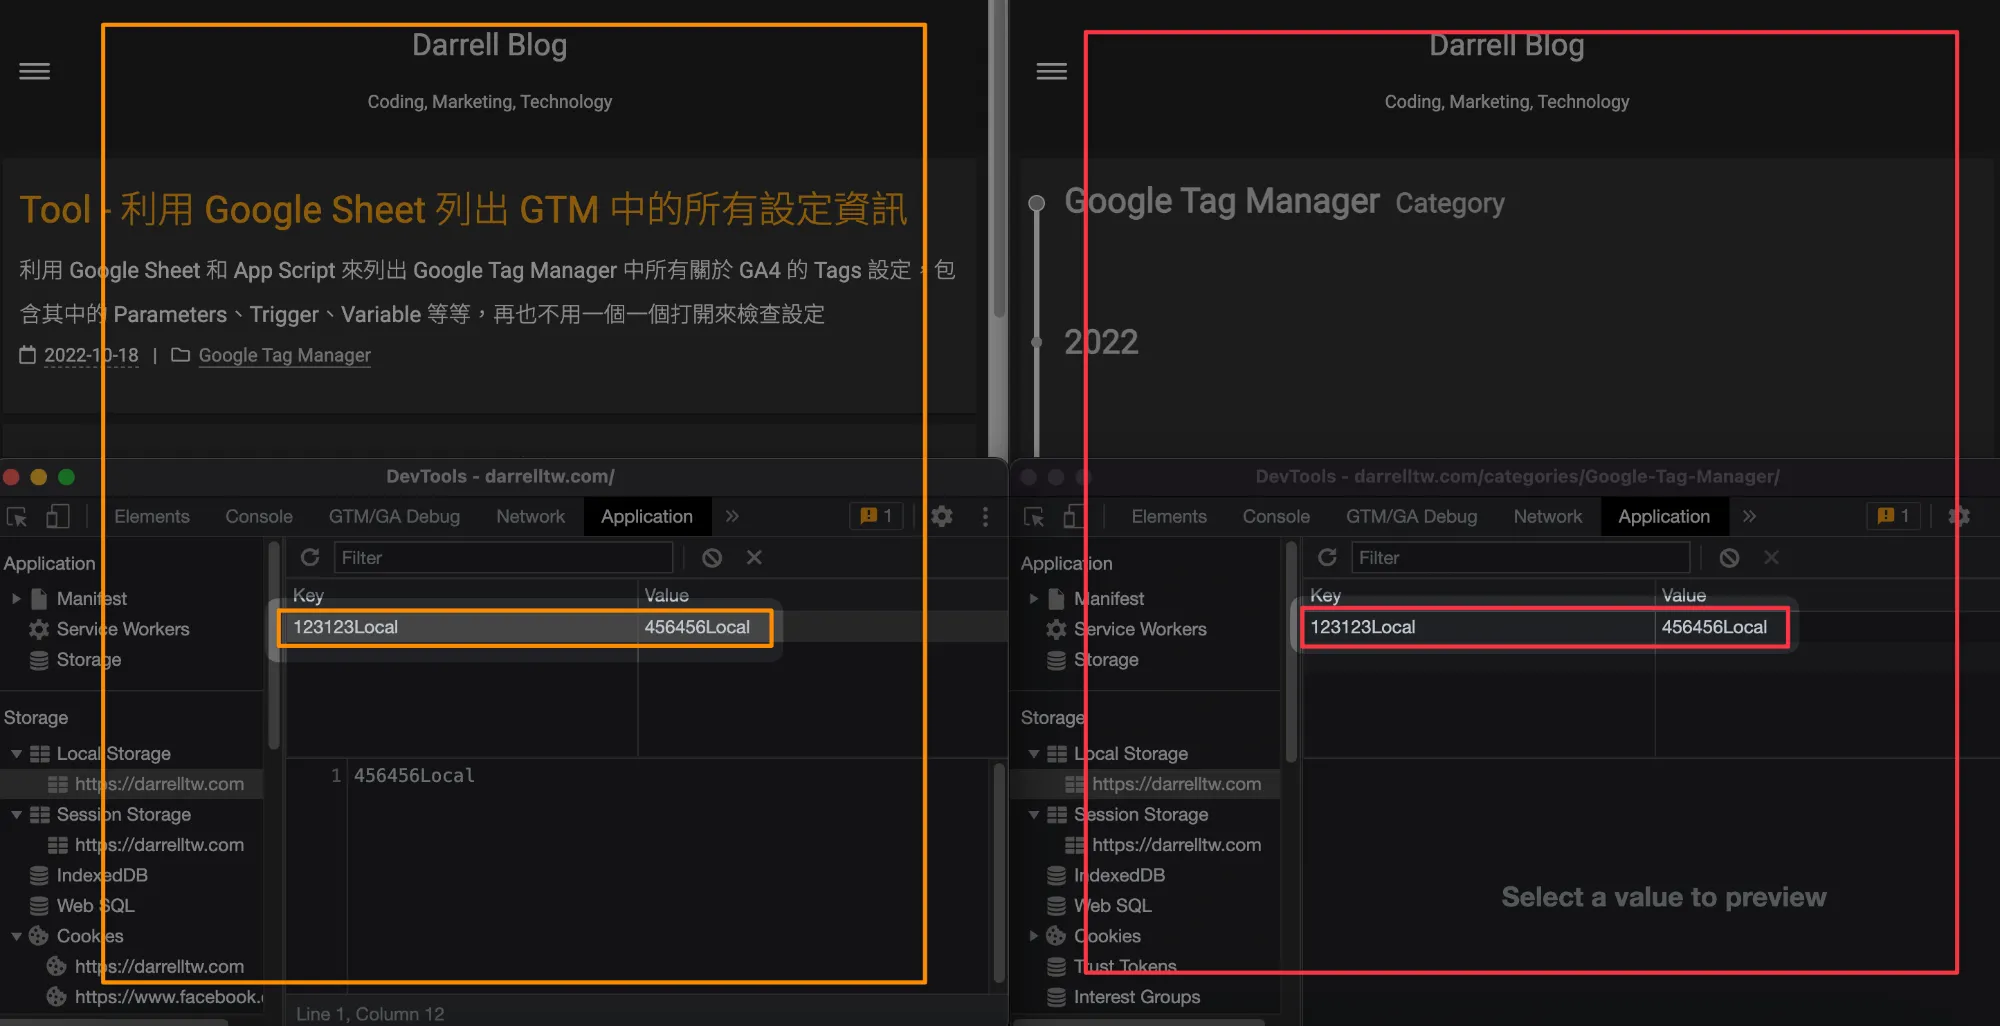 Darrell Blog
Coding, Marketing, Technology
Tool - 利用 Google Sheet 列出 GTM 中的所有設定資訊
利用 Google Sheet 和 App Script 來列出 Google Tag Manager 中所有關於 GA4 的 Tags 設定，包
含其中的 Parameters、Trigger、Variable 等等，再也不用一個一個打開來檢查設定
2022-10-18 | Google Tag Manager
DevTools - darrelltw.com/
Elements Console GTM/GA Debug Network Application 1
Application
Manifest
Service Workers
Storage
Storage
Local Storage
https://darrelltw.com
Session Storage
https://darrelltw.com
IndexedDB
Web SQL
Cookies
https://darrelltw.com
https://www.facebook.
Filter
Key Value
123123Local 456456Local
1 456456Local
Line 1, Column 12
Darrell Blog
Coding, Marketing, Technology
Google Tag Manager Category
2022
DevTools - darrelltw.com/categories/Google-Tag-Manager/
Elements Console GTM/GA Debug Network Application 1
Application
Manifest
Service Workers
Storage
Storage
Local Storage
https://darrelltw.com
Session Storage
https://darrelltw.com
IndexedDB
Web SQL
Cookies
Trust Tokens
Interest Groups
Filter
Key Value
123123Local 456456Local
Select a value to preview